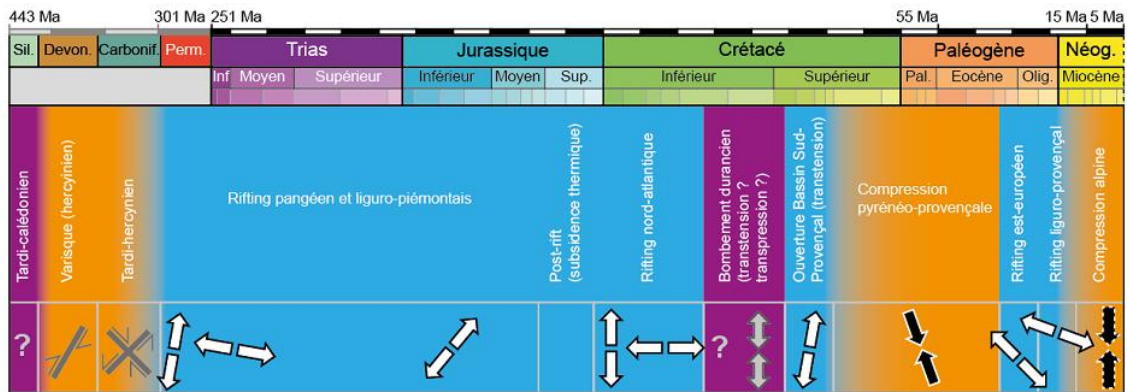 443 Ma 301 Ma 251 Ma 55 Ma 15 Ma 5 Ma
Sil. Devon. Carbonif. Perm. Trias Jurassique Crétacé Paléogène Néog.
Inf Moyen Supérieur Inférieur Moyen Sup. Inférieur Supérieur Pal. Eocène Olig. Miocène
Tardi-calédonien
Varisque (hercyinien)
Tardi-hercynien
Rifting pangéen et liguro-piémontais
Post-rift
(subsidence thermique)
Rifting nord-atlantique
Bombement durancien
(transtension ?
transpression ?)
Ouverture Bassin Sud-
Provençal (transtension)
Compression
pyrénéo-provençale
Rifting est-européen
Rifting liguro-provençal
Compression alpine
? ?